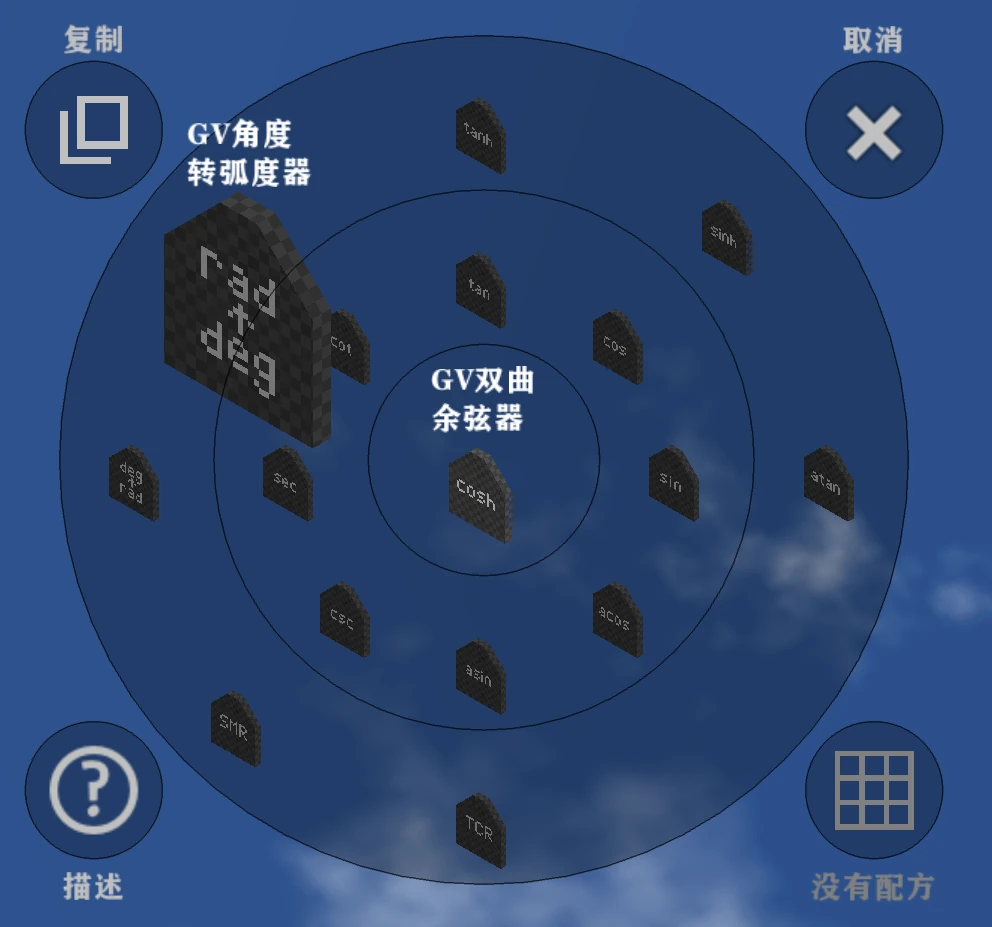 复制
取消
GV角度
转弧度器
tanh
sinh
rad
deg
tan
cot
cos
GV双曲
余弦器
deg
rad
sec
cosh
sin
atan
csc
acos
asin
SMR
TCR
描述
没有配方